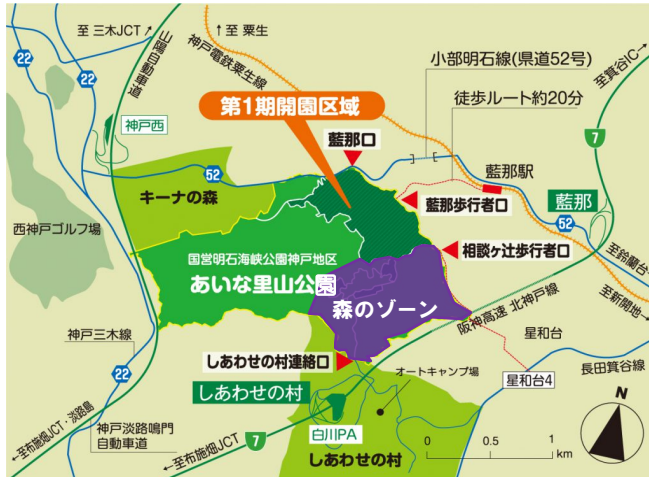 至 三木JCT
↑至 粟生
山陽自動車道
22
22
神戸電鉄粟生線
小部明石線(県道52号)
至箕谷IC→
徒歩ルート約20分
第1期開園区域
神戸西
7
藍那口
52
藍那駅
キーナの森
藍那歩行者口
藍那
52
西神戸ゴルフ場
国営明石海峡公園神戸地区
あいな里山公園
相談ヶ辻歩行者口
至鈴蘭台→
森のゾーン
阪神高速 北神戸線
至新開地→
神戸三木線
星和台
22
しあわせの村連絡口
オートキャンプ場
長田箕谷線
しあわせの村
星和台4
N
←至布施畑JCT・淡路島
神戸淡路鳴門
自動車道
7
←至布施畑JCT
白川PA
しあわせの村
0 0.5 1
km